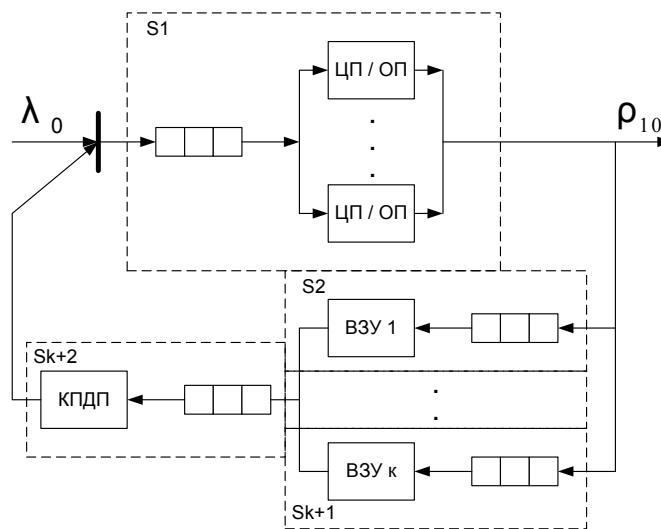 S1
ЦП / ОП
λ 0
ρ 10
.
.
.
ЦП / ОП
S2
ВЗУ 1
Sk+2
КПДП
.
.
ВЗУ к
Sk+1